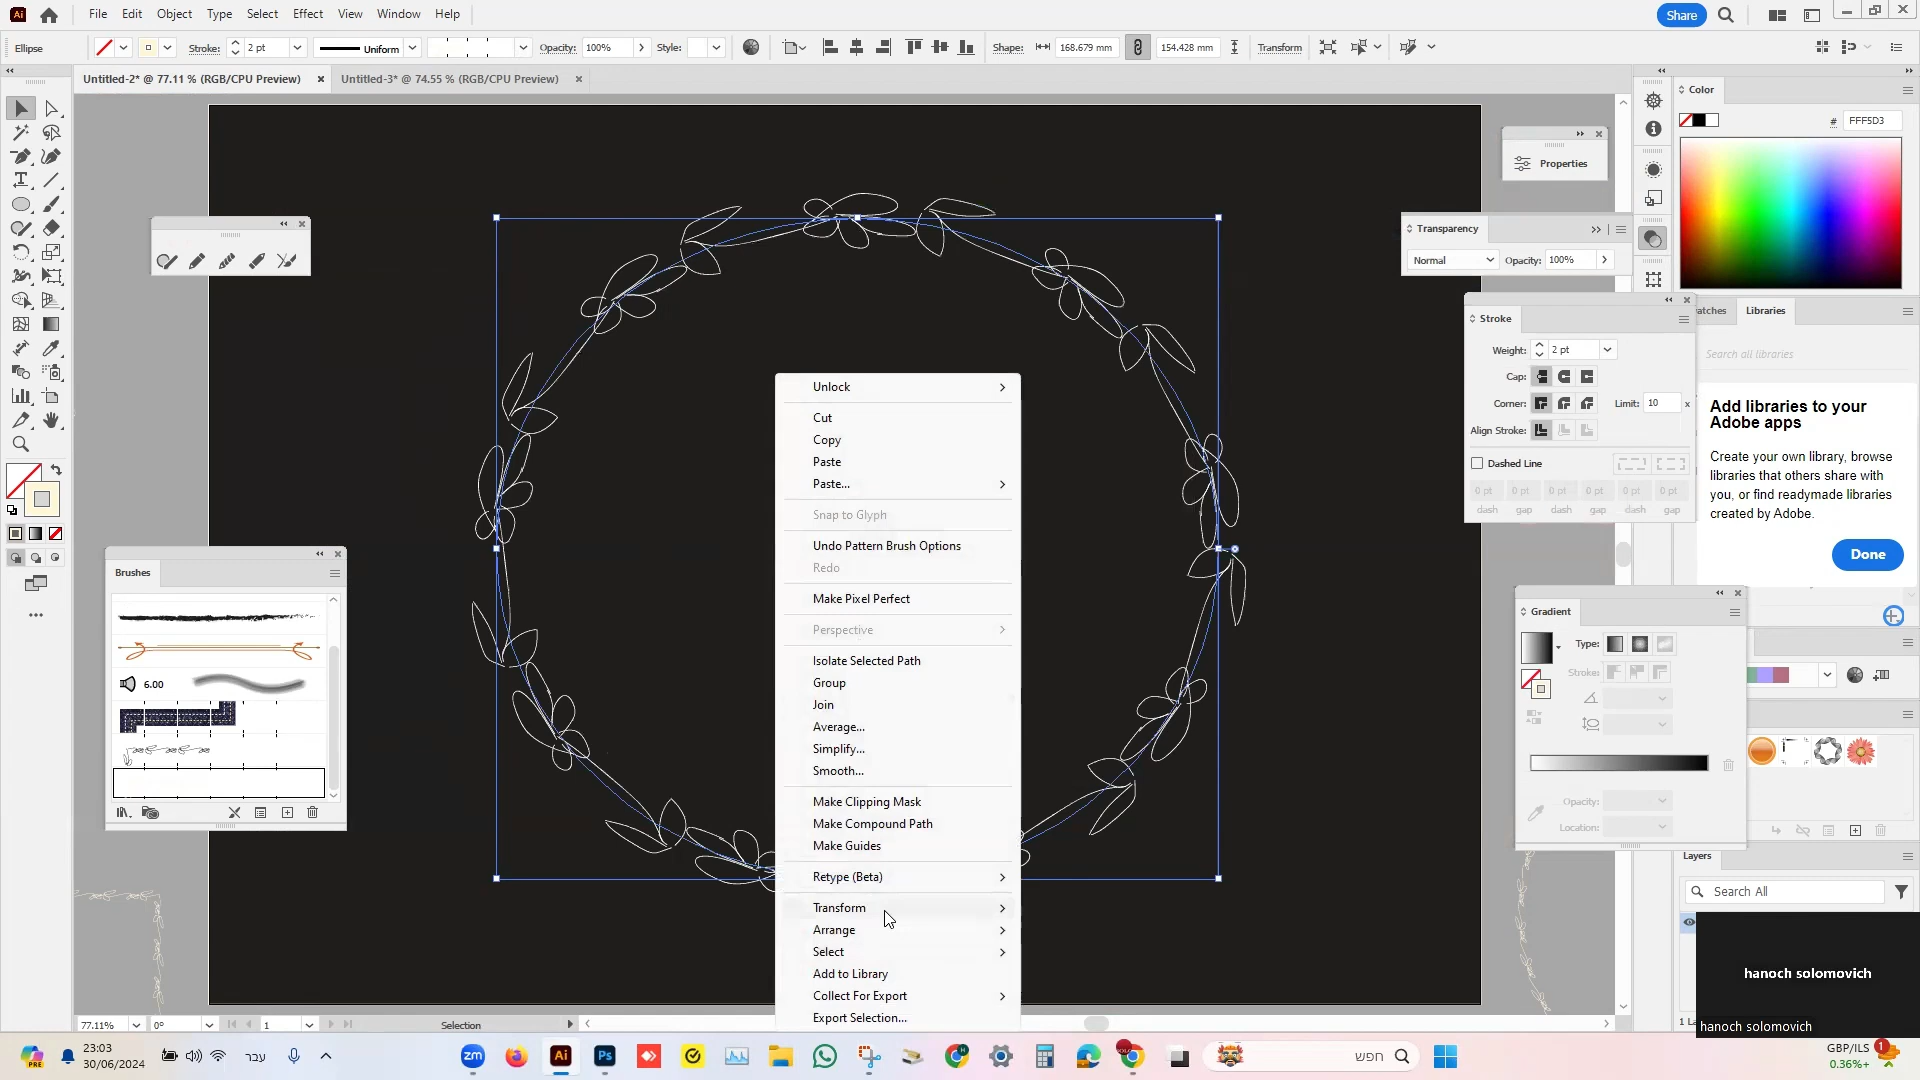 File Edit Object Type Select Effect View Window Help
Share
Ellipse
Stroke: 2 pt Uniform Opacity: 100% Style: Shape: 168.679 mm 154.428 mm Transform
Untitled-2* @ 77.11 % (RGB/CPU Preview) × Untitled-3* @ 74.55 % (RGB/CPU Preview) ×
Color
# FFF5D3
Properties
Transparency
Normal Opacity: 100%
Stroke
Weight: 2 pt
Cap:
Corner: Limit: 10 x
Align Stroke:
Dashed Line
0 pt 0 pt 0 pt 0 pt 0 pt 0 pt
dash gap dash gap dash gap
atches Libraries
Search all libraries
Add libraries to your
Adobe apps
Create your own library, browse
libraries that others share with
you, or find readymade libraries
created by Adobe.
Done
Unlock
Cut
Copy
Paste
Paste...
Snap to Glyph
Undo Pattern Brush Options
Redo
Make Pixel Perfect
Perspective
Isolate Selected Path
Group
Join
Average...
Simplify...
Smooth...
Make Clipping Mask
Make Compound Path
Make Guides
Retype (Beta)
Transform
Arrange
Select
Add to Library
Collect For Export
Export Selection...
Brushes
6.00
Gradient
Type:
Stroke:
Opacity:
Location:
Layers
Search All
hanoch solomovich
hanoch solomovich
77.11% 0° 1 Selection
23:03
30/06/2024
עבר
חפש
GBP/ILS
0.36%+
1